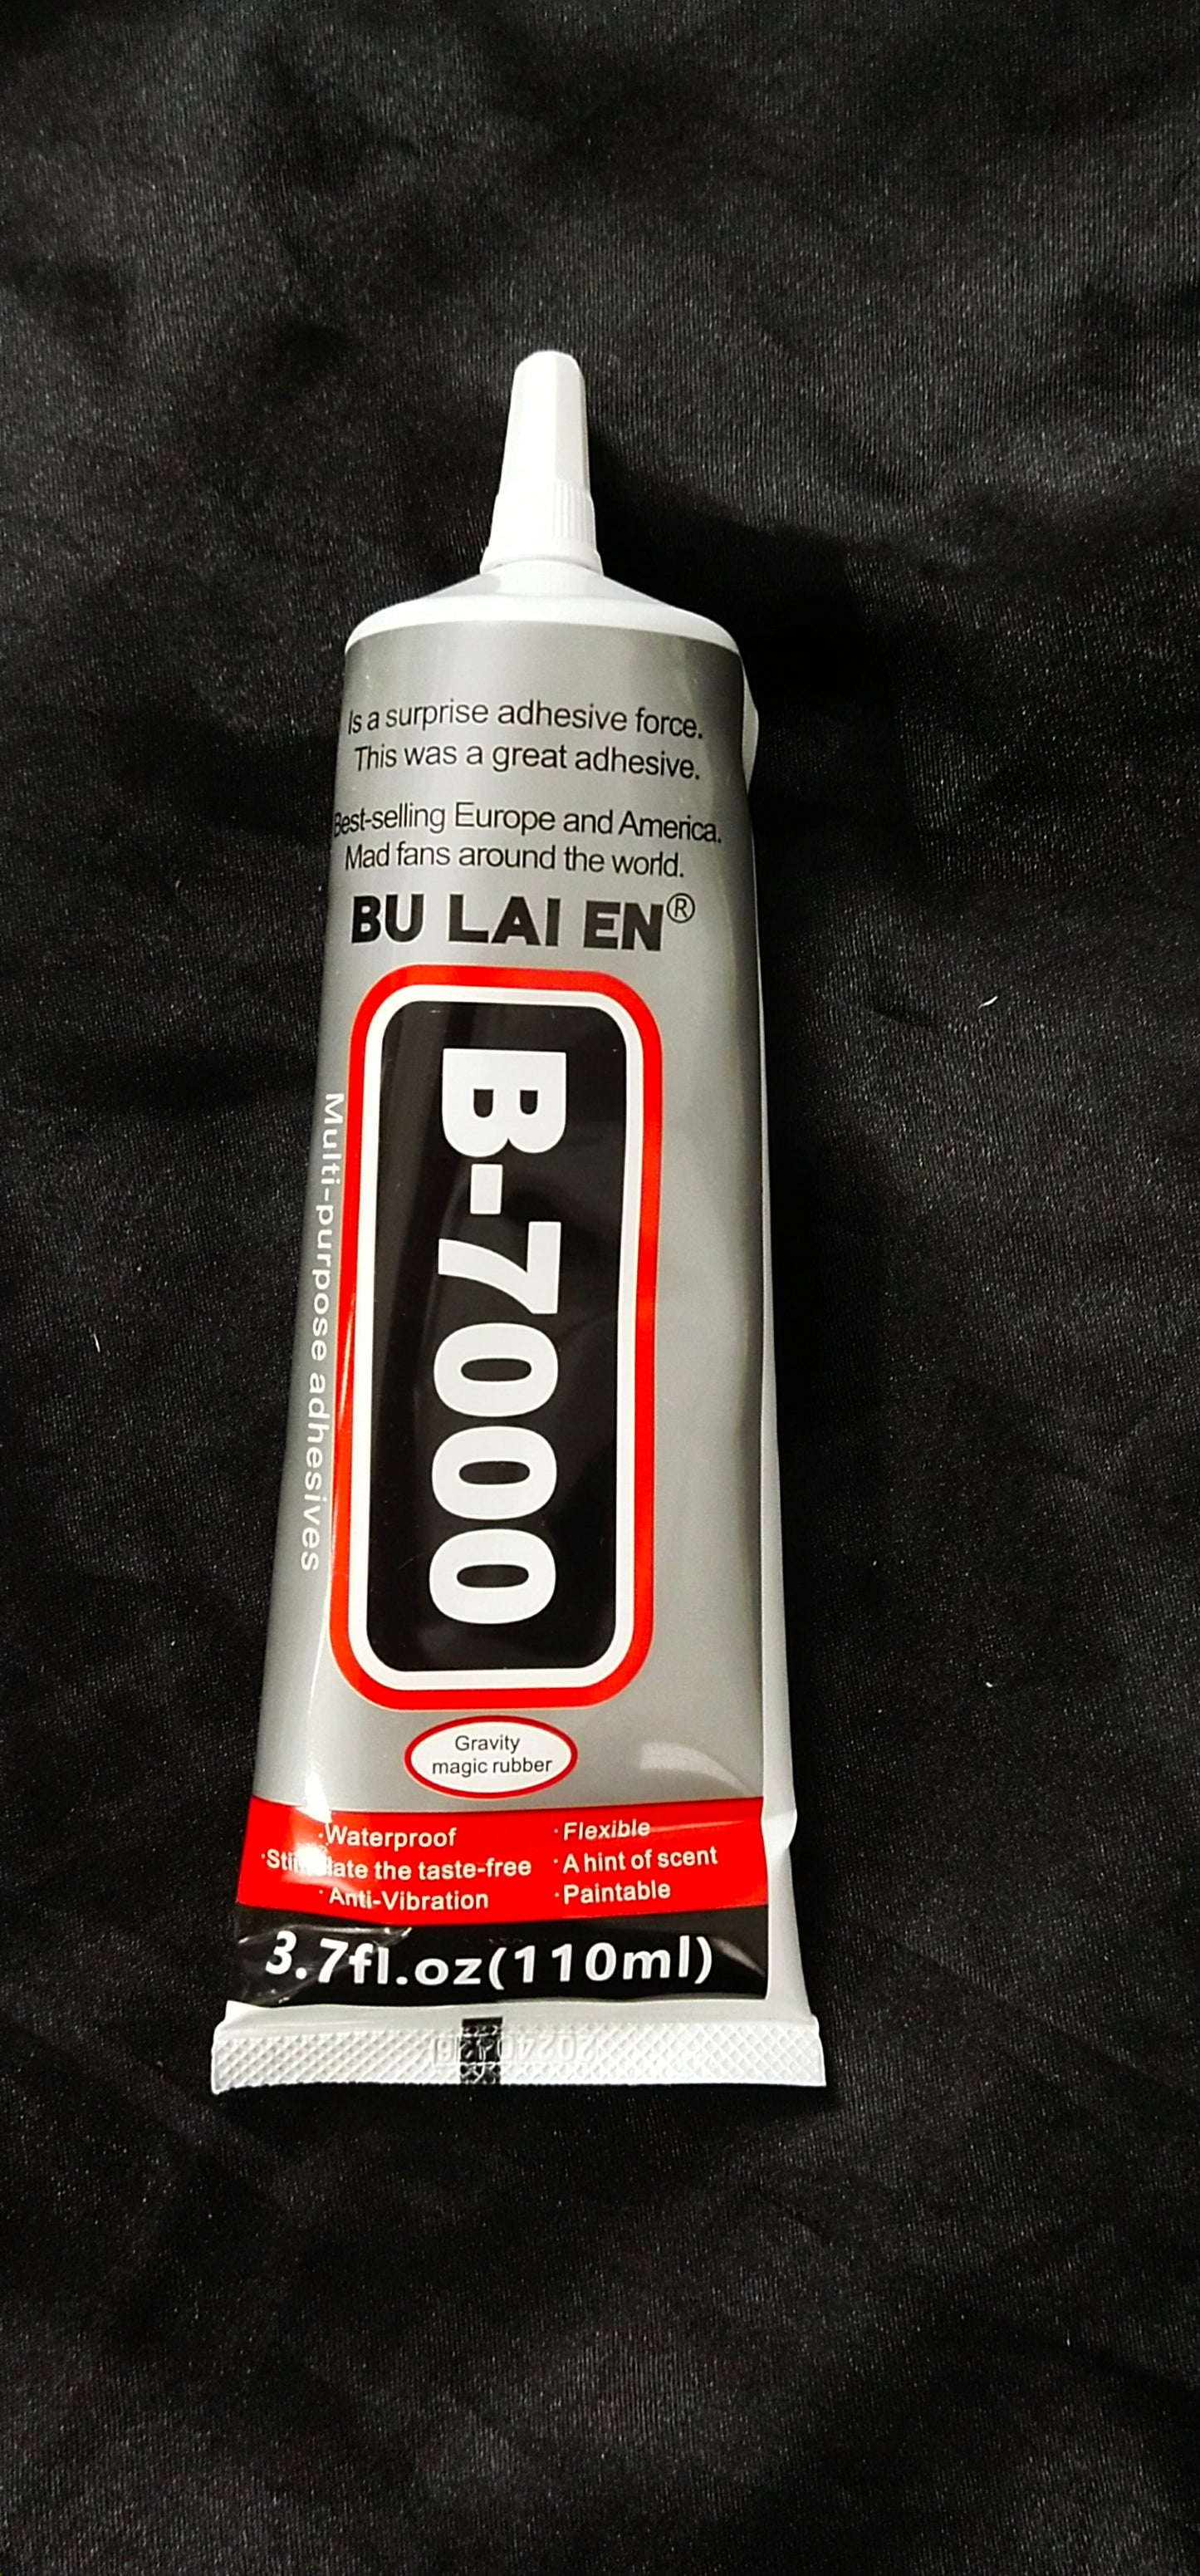 Is a surprise adhesive force.
This was a great adhesive.
Best-selling Europe and America.
Mad fans around the world.
BU LAI EN®
B-7000
Multi-purpose adhesives
Gravity
magic rubber
·Waterproof
· the taste-free
·Anti-Vibration
·Flexible
·A hint of scent
·Paintable
3.7fl.oz(110ml)